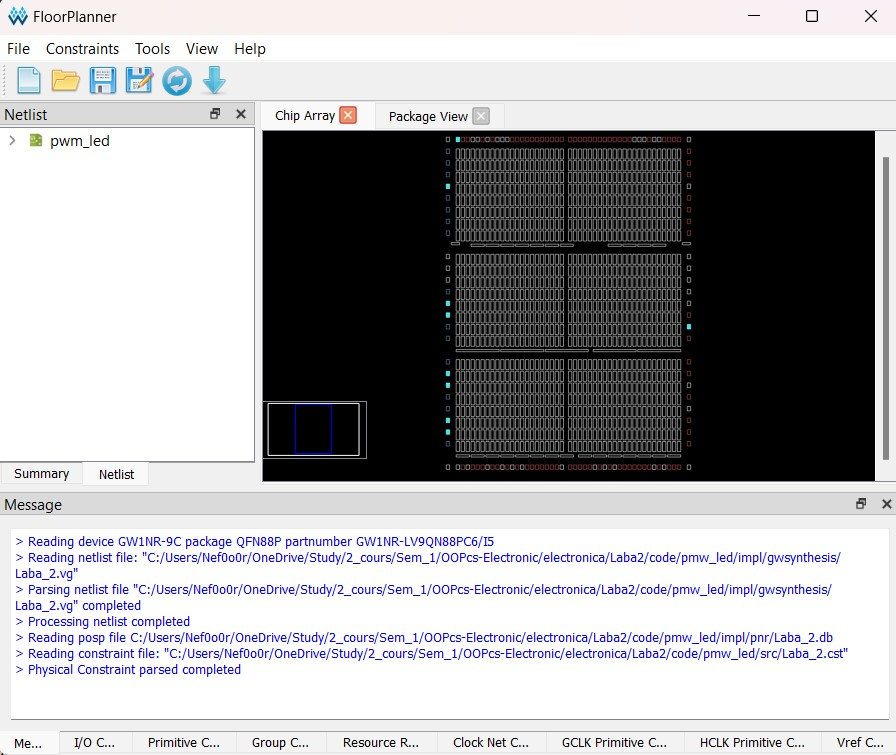 FloorPlanner
File Constraints Tools View Help
Netlist
Chip Array Package View
pwm_led
Summary Netlist
Message
> Reading device GW1NR-9C package QFN88P partnumber GW1NR-LV9QN88PC6/I5
> Reading netlist file: "C:/Users/Nef0o0r/OneDrive/Study/2_cours/Sem_1/OOPcs-Electronic/electronica/Laba2/code/pmw_led/impl/gwsynthesis/
Laba_2.vg"
> Parsing netlist file "C:/Users/Nef0o0r/OneDrive/Study/2_cours/Sem_1/OOPcs-Electronic/electronica/Laba2/code/pmw_led/impl/gwsynthesis/
Laba_2.vg" completed
> Processing netlist completed
> Reading posp file C:/Users/Nef0o0r/OneDrive/Study/2_cours/Sem_1/OOPcs-Electronic/electronica/Laba2/code/pmw_led/impl/pnr/Laba_2.db
> Reading constraint file: "C:/Users/Nef0o0r/OneDrive/Study/2_cours/Sem_1/OOPcs-Electronic/electronica/Laba2/code/pmw_led/src/Laba_2.cst"
> Physical Constraint parsed completed
Me... I/O C... Primitive C... Group C... Resource R... Clock Net C... GCLK Primitive C... HCLK Primitive C... Vref C...